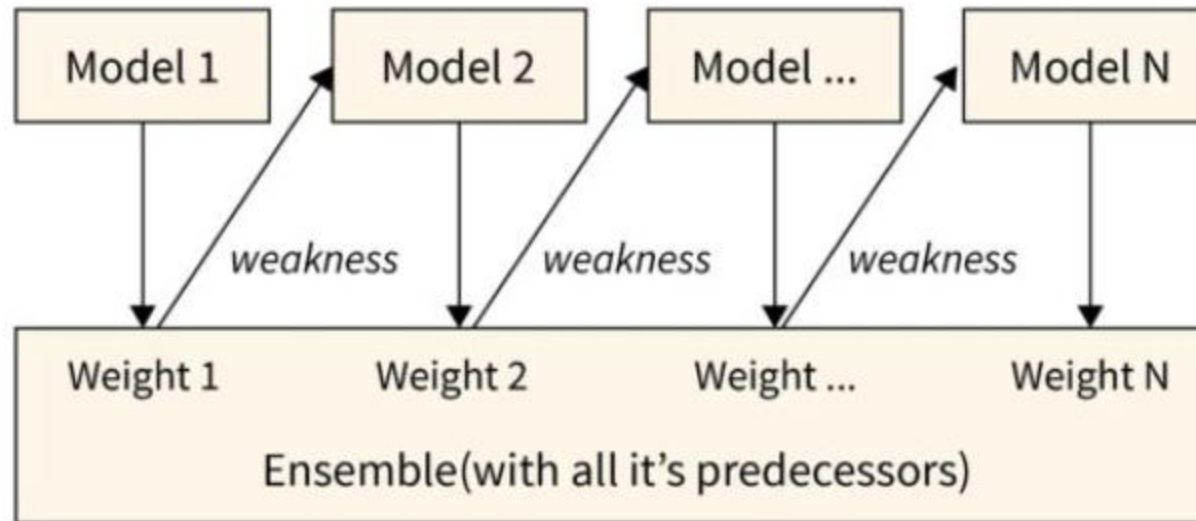 Model 1 Model 2 Model ... Model N
weakness weakness weakness
Weight 1 Weight 2 Weight ... Weight N
Ensemble(with all it’s predecessors)